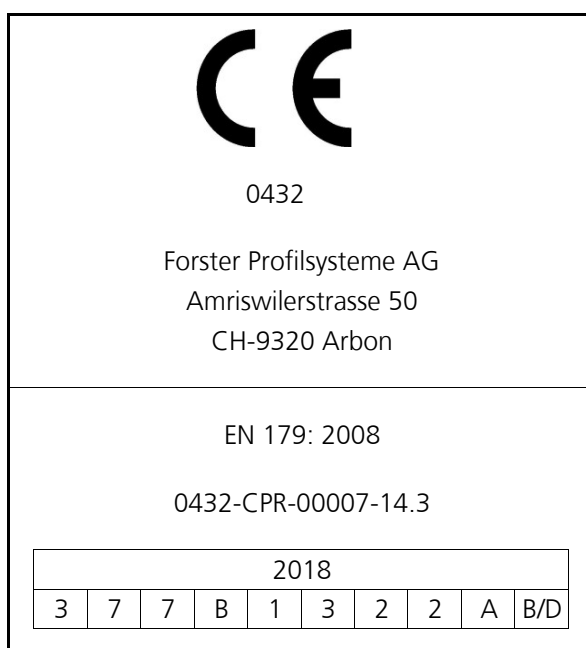 CE
0432
Forster Profilsysteme AG
Amriswilerstrasse 50
CH-9320 Arbon
EN 179: 2008
0432-CPR-00007-14.3
2018
3 7 7 B 1 3 2 2 A B/D